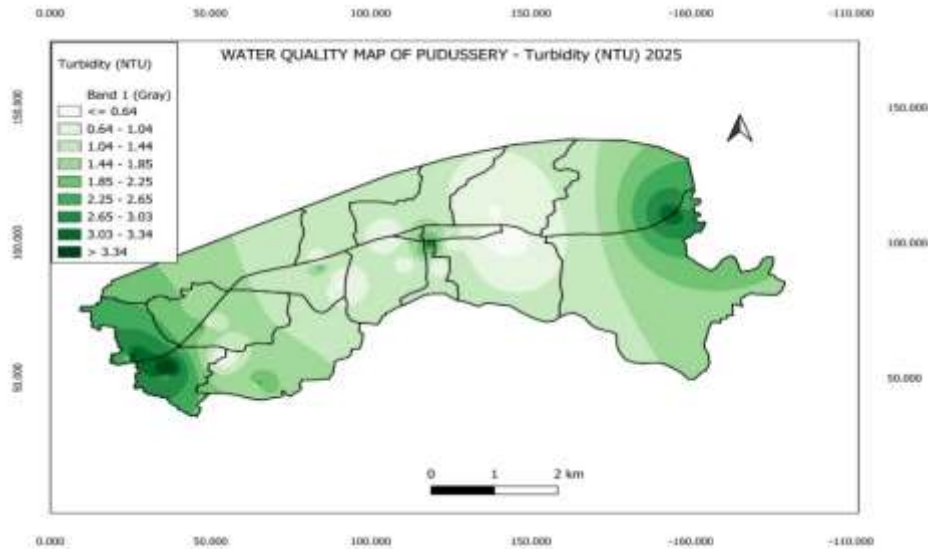 0.000 50.000 100.000 150.000 -160.000 -110.000
WATER QUALITY MAP OF PUDUSSERY - Turbidity (NTU) 2025
Turbidity (NTU)
Band 1 (Gray)
<= 0.64
0.64 - 1.04
1.04 - 1.44
1.44 - 1.85
1.85 - 2.25
2.25 - 2.65
2.65 - 3.03
3.03 - 3.34
> 3.34
150.000
100.000
100.000
50.000
0 1 2 km
0.000 50.000 100.000 150.000 -160.000 -110.000